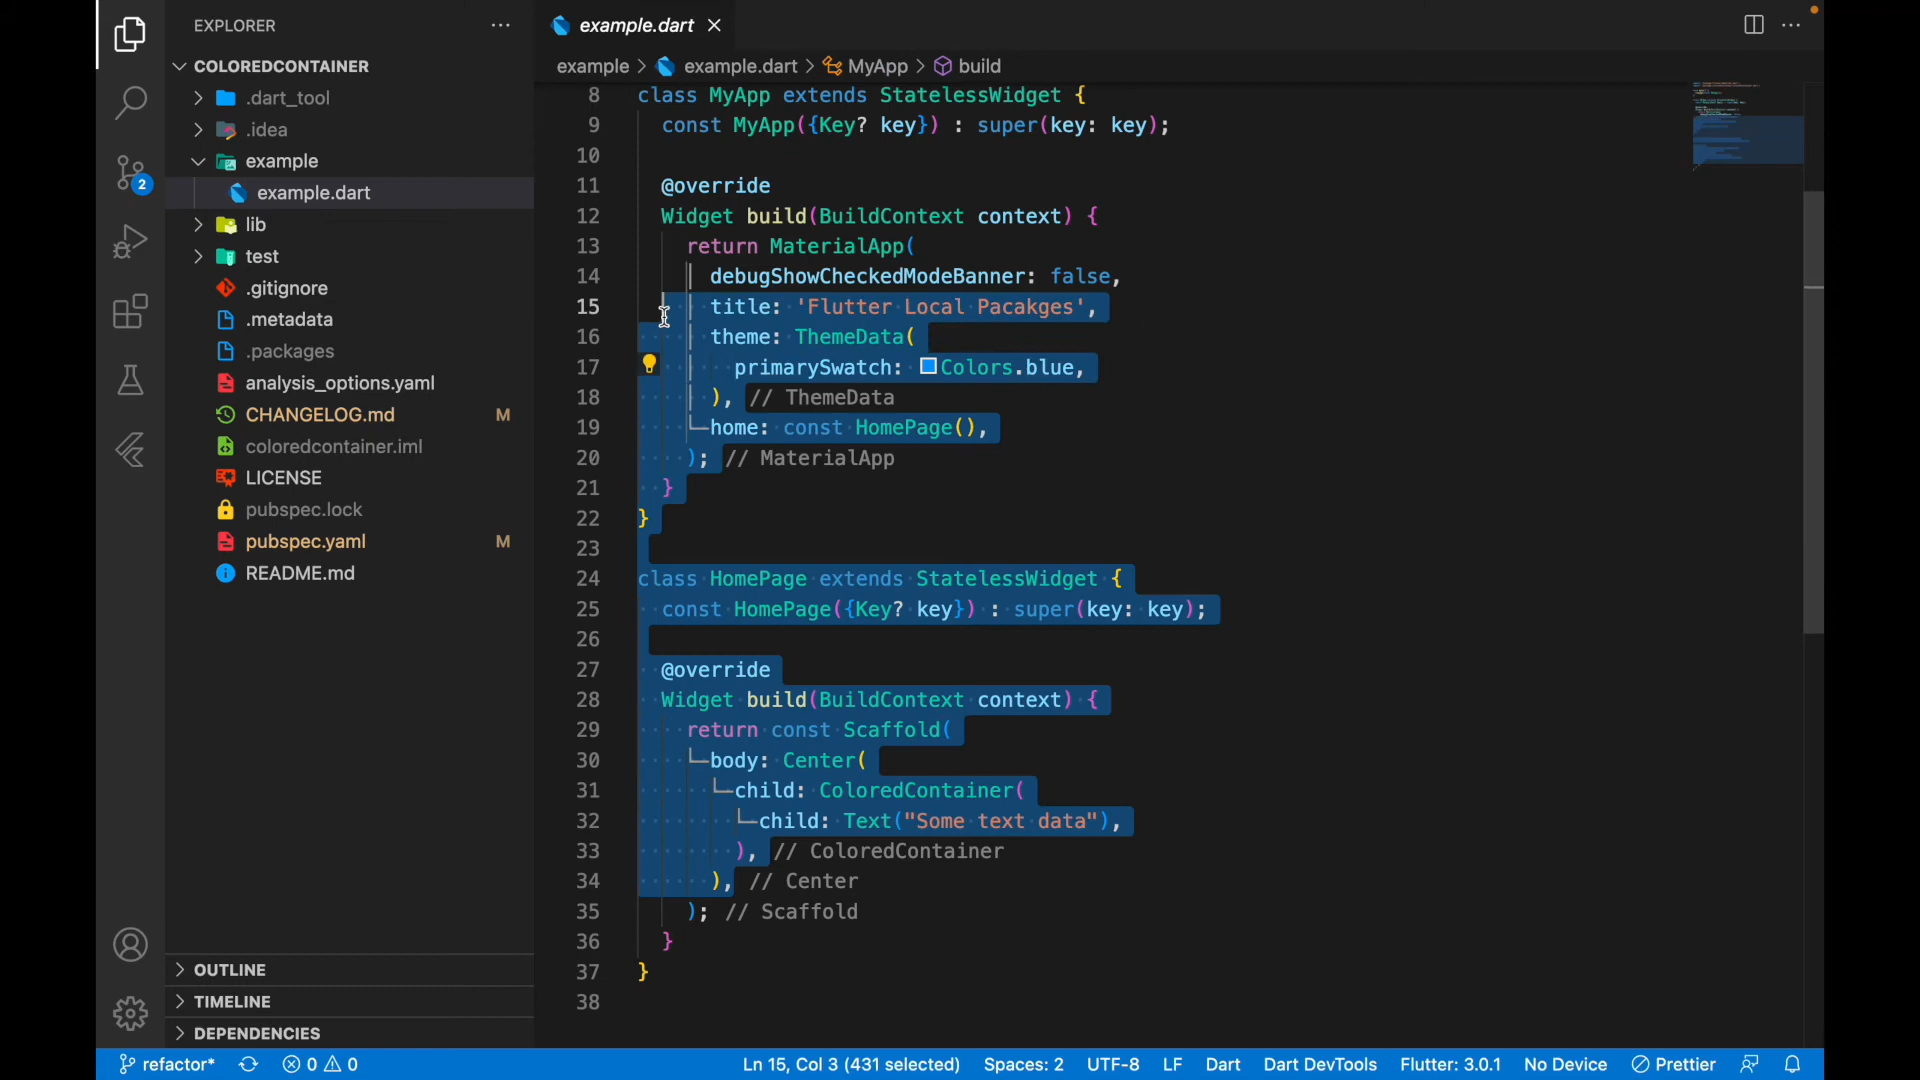 EXPLORER
example.dart
COLOREDCONTAINER
example > example.dart > MyApp > build
.dart_tool
.idea
example
example.dart
lib
test
.gitignore
.metadata
.packages
analysis_options.yaml
CHANGELOG.md M
coloredcontainer.iml
LICENSE
pubspec.lock
pubspec.yaml M
README.md
2
OUTLINE
TIMELINE
DEPENDENCIES
8 class MyApp extends StatelessWidget {
9 const MyApp({Key? key}) : super(key: key);
10
11 @override
12 Widget build(BuildContext context) {
13 return MaterialApp(
14 debugShowCheckedModeBanner: false,
15 title: 'Flutter Local Pacakges',
16 theme: ThemeData(
17 primarySwatch: Colors.blue,
18 ), // ThemeData
19 home: const HomePage(),
20 ); // MaterialApp
21 }
22 }
23
24 class HomePage extends StatelessWidget {
25 const HomePage({Key? key}) : super(key: key);
26
27 @override
28 Widget build(BuildContext context) {
29 return const Scaffold(
30 body: Center(
31 child: ColoredContainer(
32 child: Text("Some text data"),
33 ), // ColoredContainer
34 ), // Center
35 ); // Scaffold
36 }
37 }
38
refactor* 0 0 Ln 15, Col 3 (431 selected) Spaces: 2 UTF-8 LF Dart Dart DevTools Flutter: 3.0.1 No Device Prettier